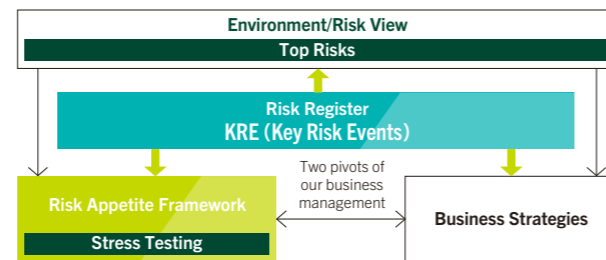 Environment/Risk View
Top Risks
Risk Register
KRE (Key Risk Events)
Two pivots of
our business
management
Risk Appetite Framework
Stress Testing
Business Strategies